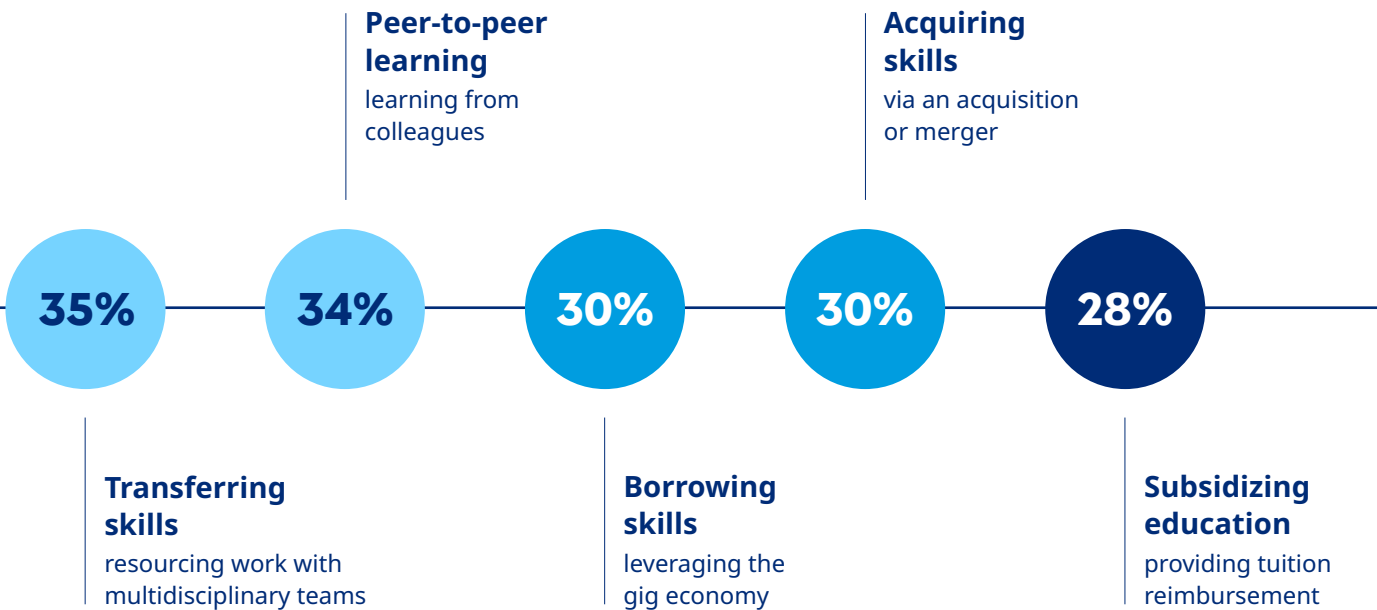 Peer-to-peer
learning
learning from
colleagues
Acquiring
skills
via an acquisition
or merger
35%
34%
30%
30%
28%
Transferring
skills
resourcing work with
multidisciplinary teams
Borrowing
skills
leveraging the
gig economy
Subsidizing
education
providing tuition
reimbursement